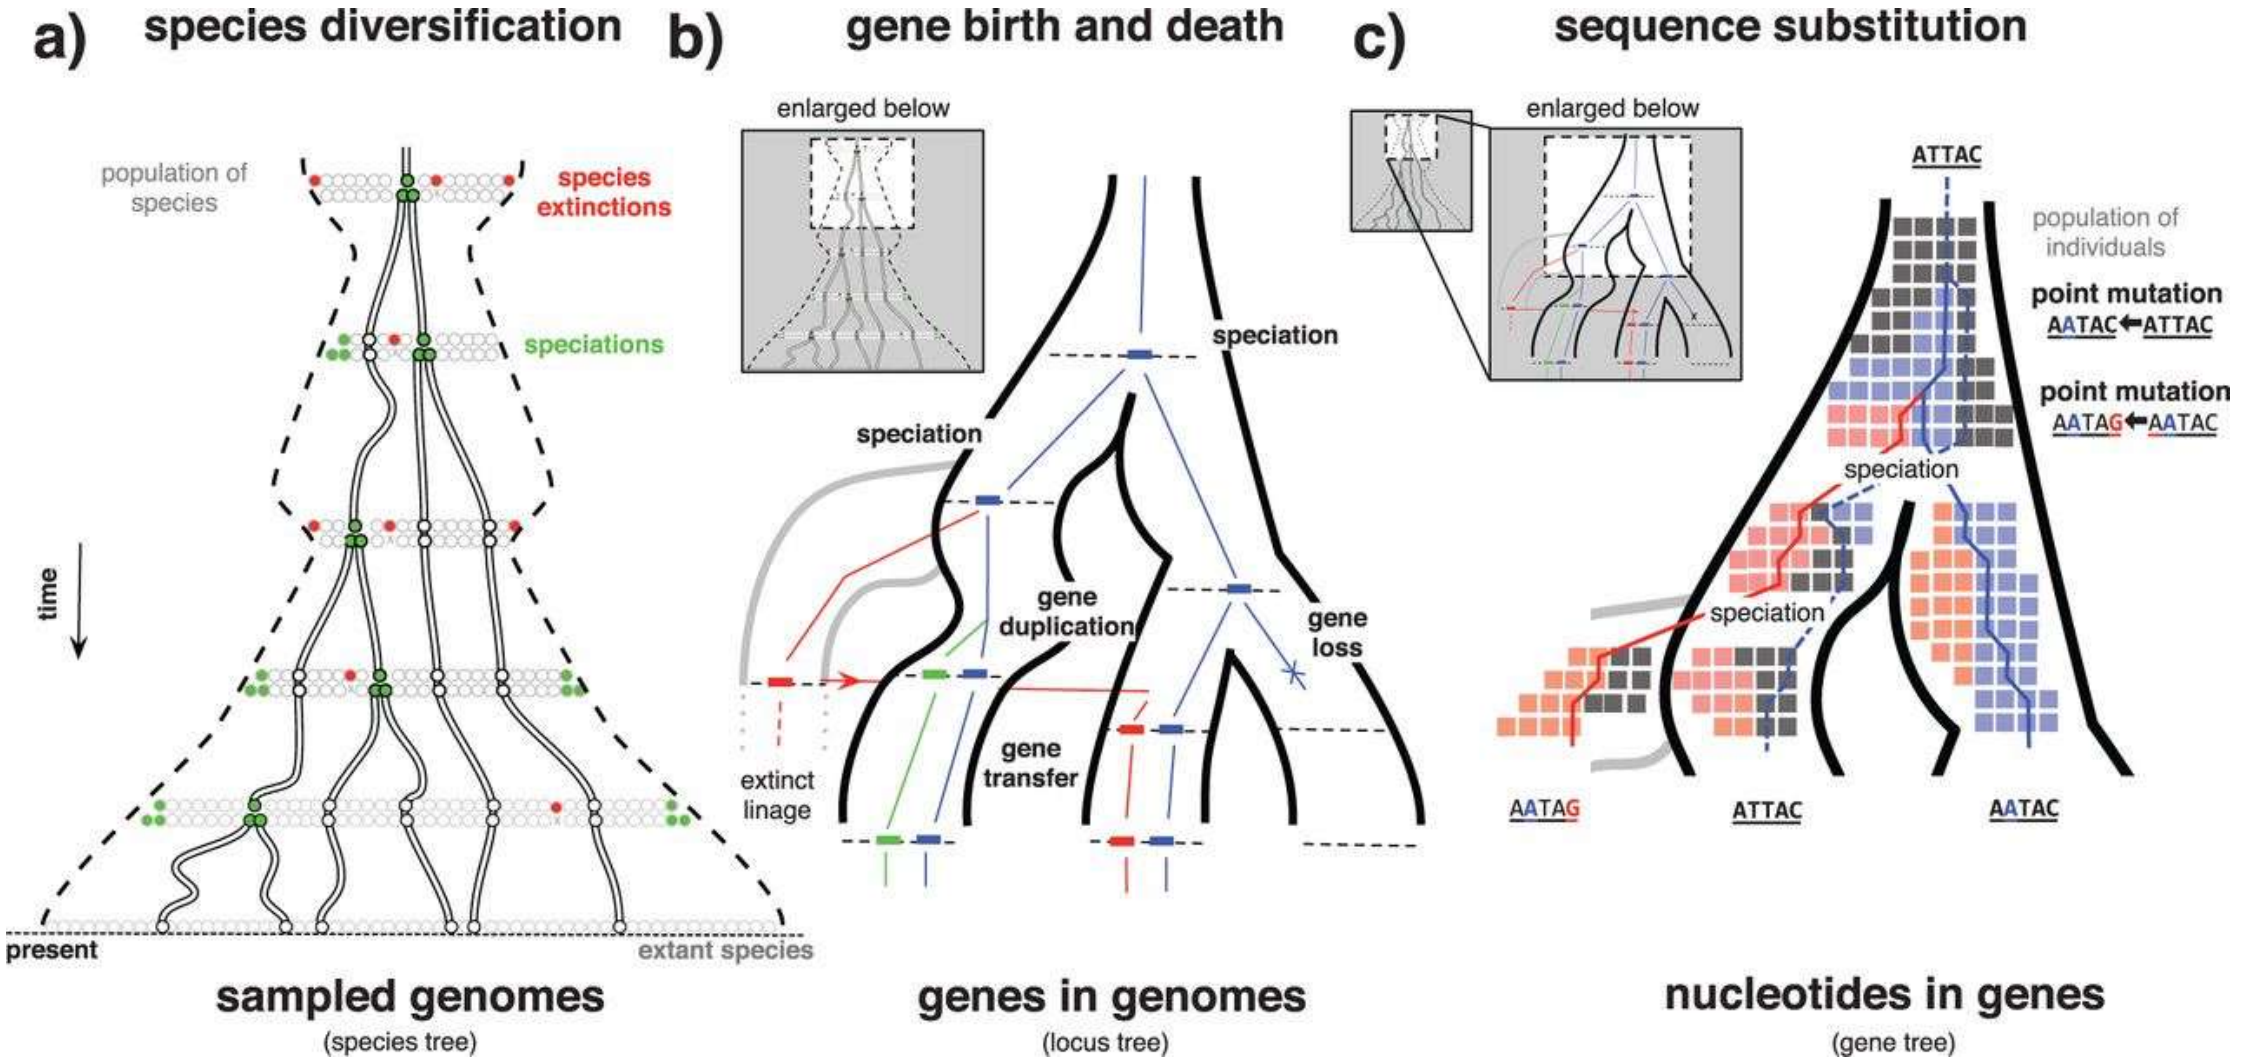 a)
species diversification
population of
species
species
extinctions
speciations
time
present
extant species
sampled genomes
(species tree)
b)
gene birth and death
enlarged below
speciation
speciation
gene
duplication
gene
loss
gene
transfer
extinct
linage
genes in genomes
(locus tree)
c)
sequence substitution
enlarged below
ATTAC
population of
individuals
point mutation
AATAC ATTAC
point mutation
AATAG AATAC
speciation
speciation
AATAG
ATTAC
AATAC
nucleotides in genes
(gene tree)